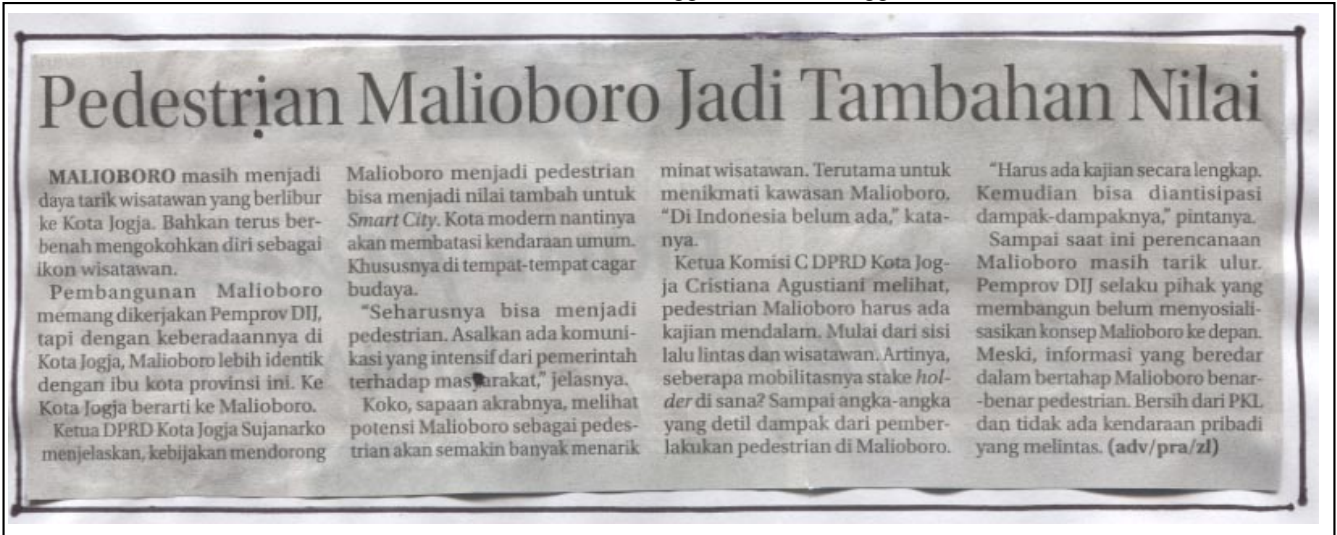 Pedestrian Malioboro Jadi Tambahan Nilai
MALIOBORO masih menjadi
daya tarik wisatawan yang berlibur
ke Kota Jogja. Bahkan terus ber-
benah mengokohkan diri sebagai
ikon wisatawan.
Pembangunan Malioboro
memang dikerjakan Pemprov DIJ,
tapi dengan keberadaannya di
Kota Jogja, Malioboro lebih identik
dengan ibu kota provinsi ini. Ke
Kota Jogja berarti ke Malioboro.
Ketua DPRD Kota Jogja Sujanarko
menjelaskan, kebijakan mendorong
Malioboro menjadi pedestrian
bisa menjadi nilai tambah untuk
Smart City. Kota modern nantinya
akan membatasi kendaraan umum.
Khususnya di tempat-tempat cagar
budaya.
"Seharusnya bisa menjadi
pedestrian. Asalkan ada komuni-
kasi yang intensif dari pemerintah
terhadap masyarakat," jelasnya.
Koko, sapaan akrabnya, melihat
potensi Malioboro sebagai pedes-
trian akan semakin banyak menarik
minat wisatawan. Terutama untuk
menikmati kawasan Malioboro.
"Di Indonesia belum ada," kata-
nya.
Ketua Komisi C DPRD Kota Jog-
ja Cristiana Agustiani melihat,
pedestrian Malioboro harus ada
kajian mendalam. Mulai dari sisi
lalu lintas dan wisatawan. Artinya,
seberapa mobilitasnya stake hol-
der di sana? Sampai angka-angka
yang detil dampak dari pember-
lakukan pedestrian di Malioboro.
"Harus ada kajian secara lengkap.
Kemudian bisa diantisipasi
dampak-dampaknya," pintanya.
Sampai saat ini perencanaan
Malioboro masih tarik ulur.
Pemprov DIJ selaku pihak yang
membangun belum menyosiali-
sasikan konsep Malioboro ke depan.
Meski, informasi yang beredar
dalam bertahap Malioboro benar-
-benar pedestrian. Bersih dari PKL
dan tidak ada kendaraan pribadi
yang melintas. (adv/pra/zl)